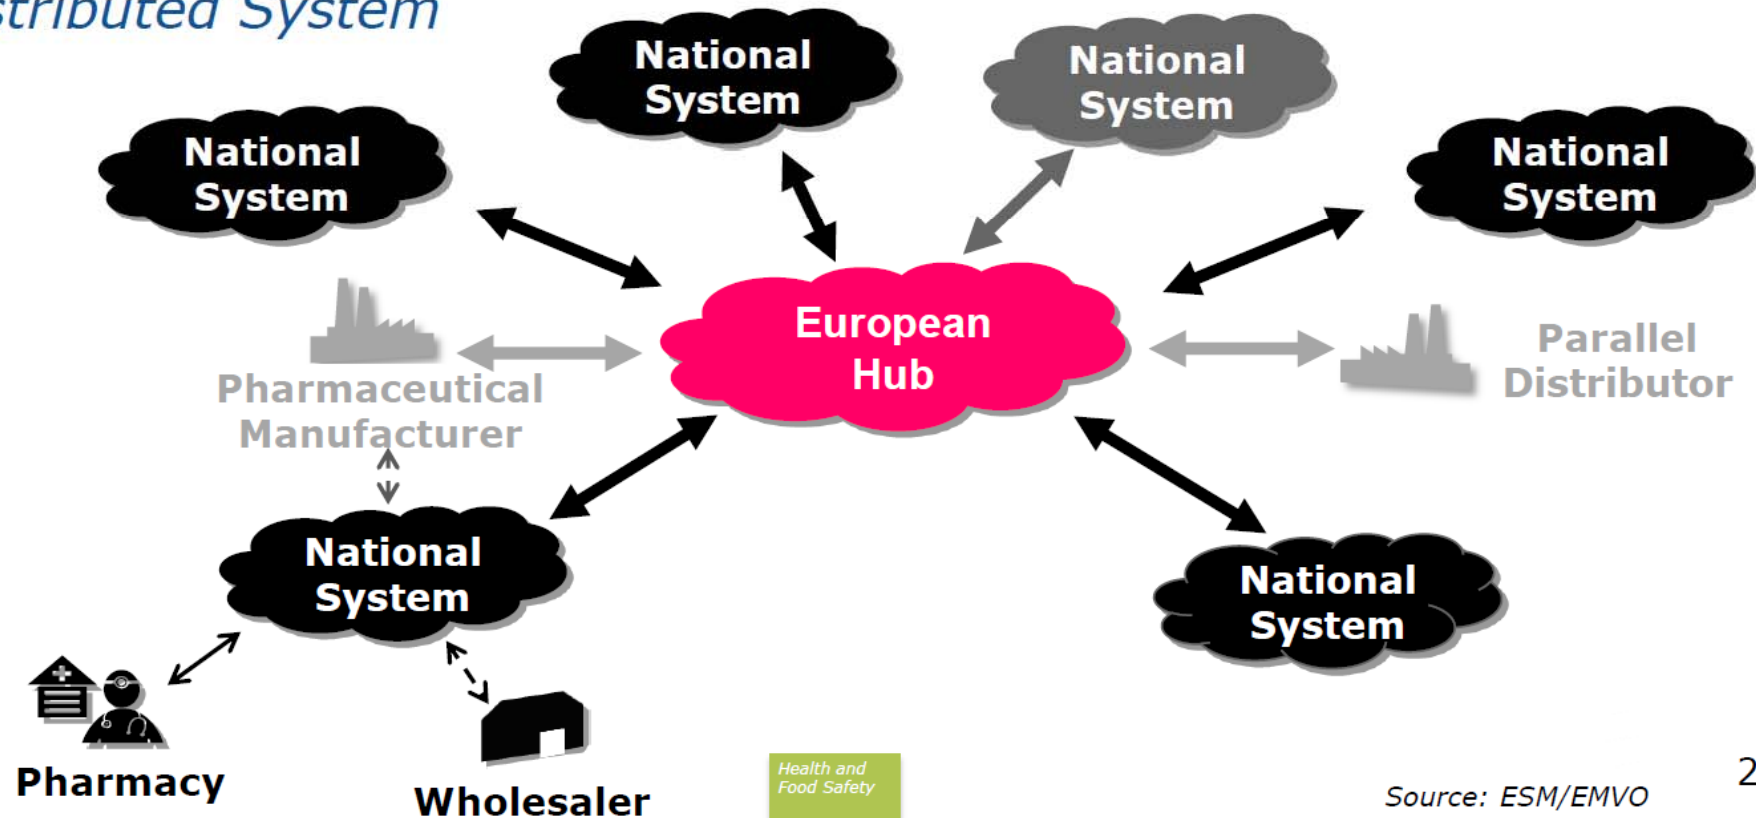 stributed System
National
System
National
System
National
System
National
System
European
Hub
Pharmaceutical
Manufacturer
Parallel
Distributor
National
System
National
System
Pharmacy
Wholesaler
Health and
Food Safety
Source: ESM/EMVO
2